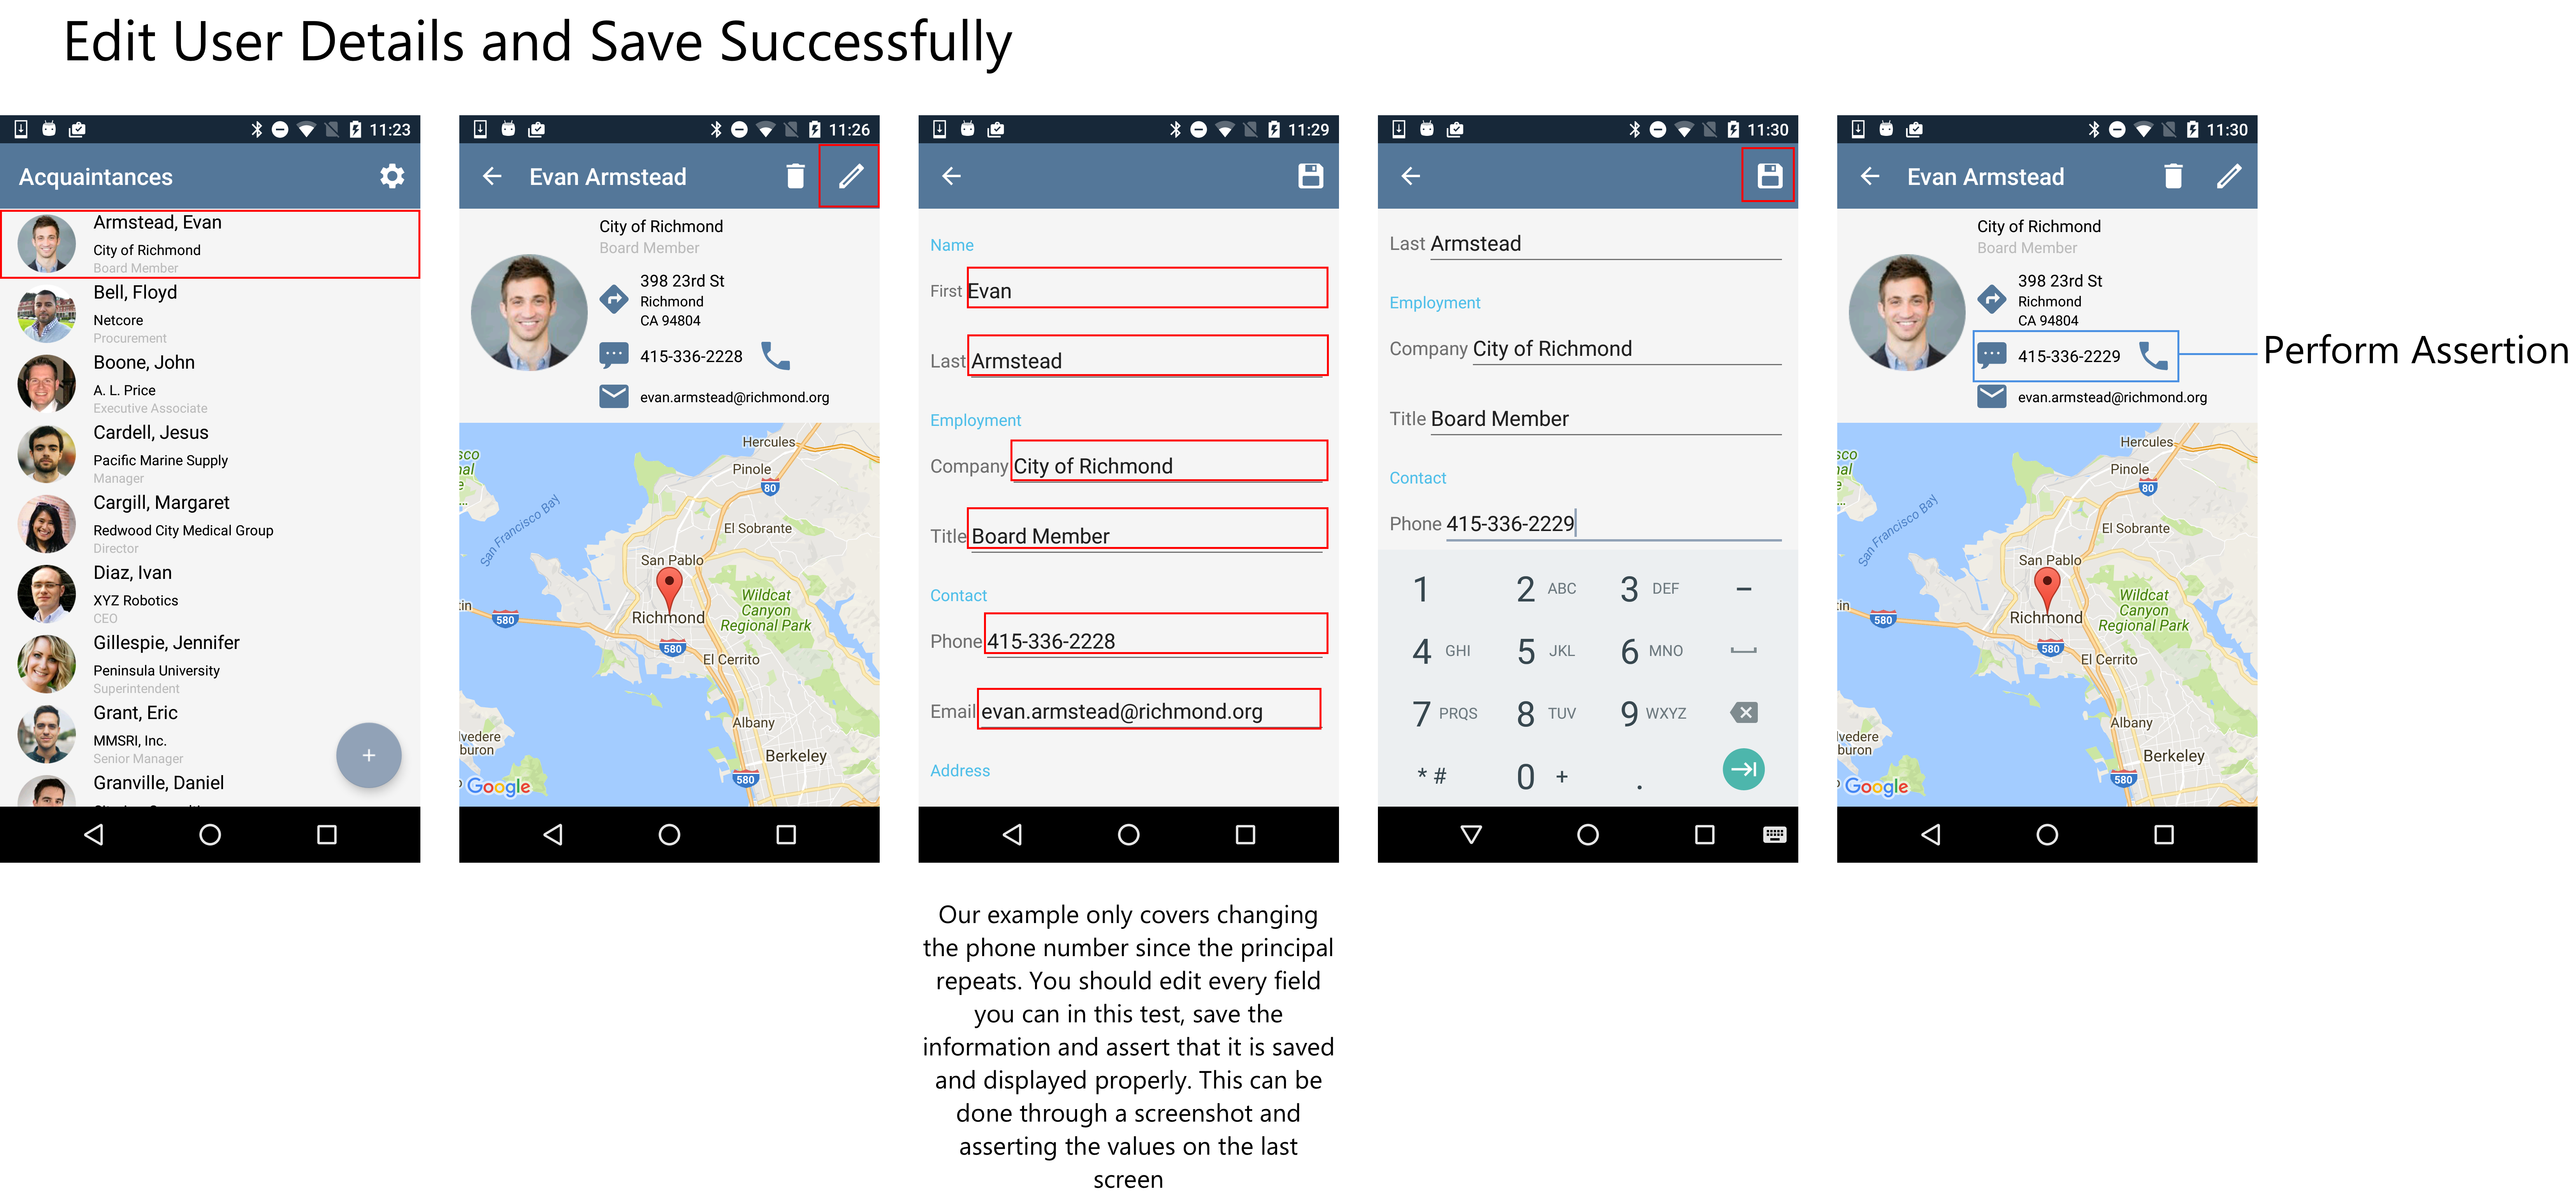 Edit User Details and Save Successfully
11:23
Acquaintances
Armstead, Evan
City of Richmond
Board Member
Bell, Floyd
Netcore
Procurement
Boone, John
A. L. Price
Executive Associate
Cardell, Jesus
Pacific Marine Supply
Manager
Cargill, Margaret
Redwood City Medical Group
Director
Diaz, Ivan
XYZ Robotics
CEO
Gillespie, Jennifer
Peninsula University
Superintendent
Grant, Eric
MMSRI, Inc.
Senior Manager
Granville, Daniel
+
11:26
Evan Armstead
City of Richmond
Board Member
398 23rd St
Richmond
CA 94804
415-336-2228
evan.armstead@richmond.org
Hercules
sco
al
Pinole
80
San Francisco Bay
El Sobrante
San Pablo
in
580
Richmond
Wildcat
Canyon
Regional Park
580
El Cerrito
Albany
lvedere
buron
Berkeley
580
Google
11:29
Name
First Evan
Last Armstead
Employment
Company City of Richmond
Title Board Member
Contact
Phone 415-336-2228
Email evan.armstead@richmond.org
Address
Our example only covers changing
the phone number since the principal
repeats. You should edit every field
you can in this test, save the
information and assert that it is saved
and displayed properly. This can be
done through a screenshot and
asserting the values on the last
screen
11:30
Last Armstead
Employment
Company City of Richmond
Title Board Member
Contact
Phone 415-336-2229
1 2 ABC 3 DEF –
4 GHI 5 JKL 6 MNO
7 PRQS 8 TUV 9 WXYZ
* # 0 + .
11:30
Evan Armstead
City of Richmond
Board Member
398 23rd St
Richmond
CA 94804
415-336-2229
evan.armstead@richmond.org
Perform Assertion
Hercules
sco
al
Pinole
80
San Francisco Bay
El Sobrante
San Pablo
in
580
Richmond
Wildcat
Canyon
Regional Park
580
El Cerrito
Albany
lvedere
buron
Berkeley
580
Google